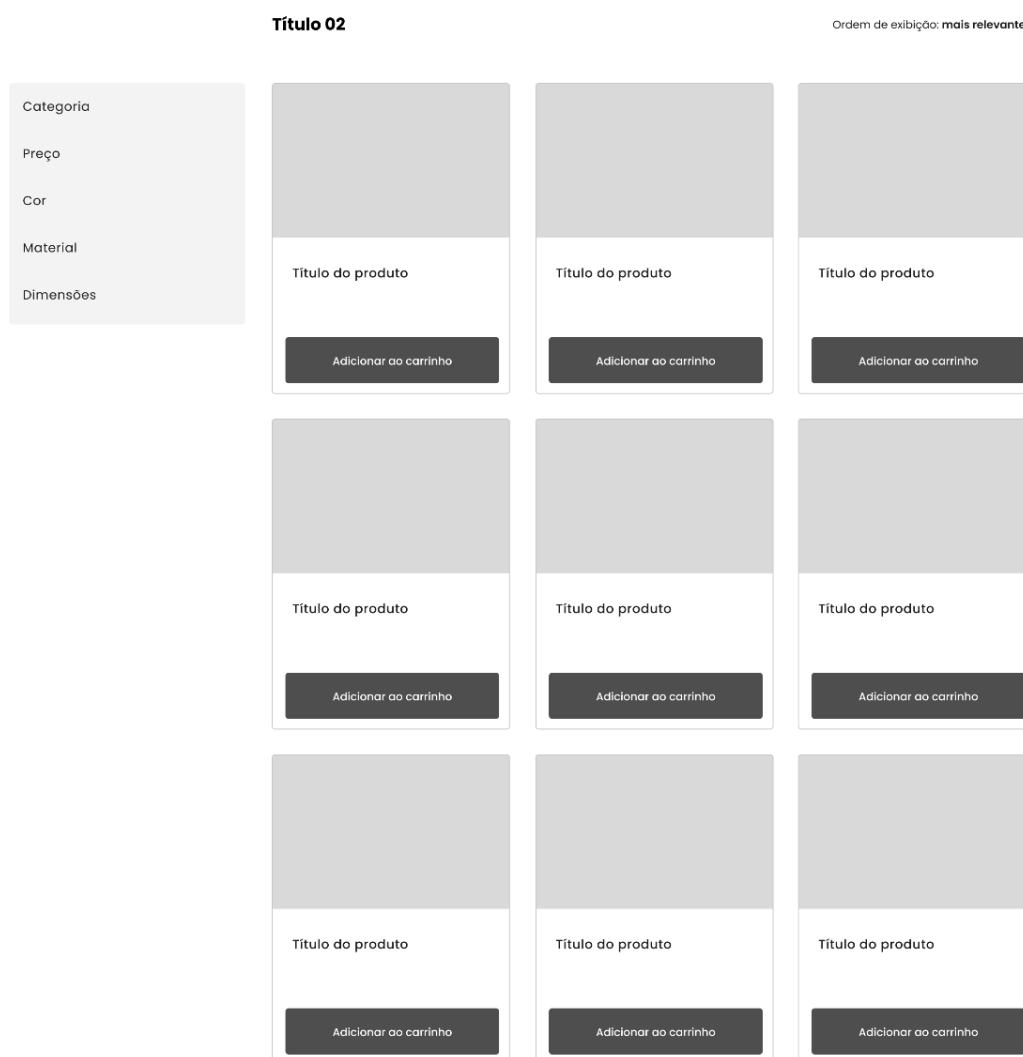 Título 02
Ordem de exibição: mais relevante
Categoria
Preço
Cor
Material
Dimensões
Título do produto
Título do produto
Título do produto
Adicionar ao carrinho
Adicionar ao carrinho
Adicionar ao carrinho
Título do produto
Título do produto
Título do produto
Adicionar ao carrinho
Adicionar ao carrinho
Adicionar ao carrinho
Título do produto
Título do produto
Título do produto
Adicionar ao carrinho
Adicionar ao carrinho
Adicionar ao carrinho